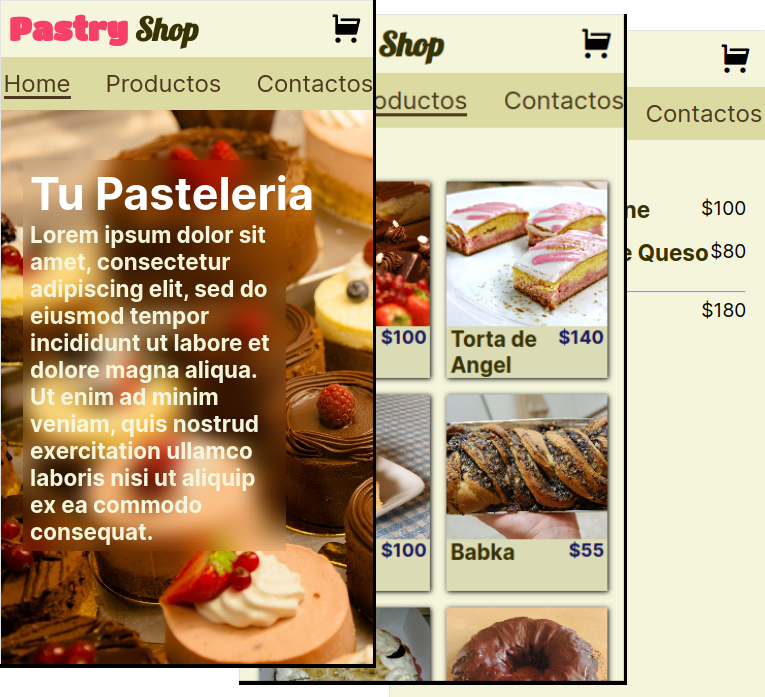 Pastry Shop
Home Productos Contactos
Tu Pasteleria
Lorem ipsum dolor sit
amet, consectetur
adipiscing elit, sed do
eiusmod tempor
incididunt ut labore et
dolore magna aliqua.
Ut enim ad minim
veniam, quis nostrud
exercitation ullamco
laboris nisi ut aliquip
ex ea commodo
consequat.
Shop
oductos Contactos
$100
Torta de $140
Angel
$100
Babka $55
Contactos
ne $100
e Queso $80
$180